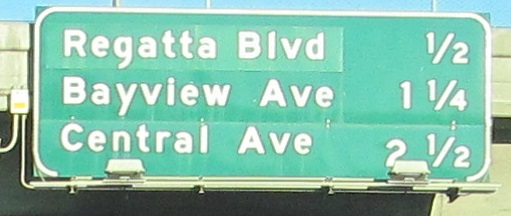 Regatta Blvd ½
Bayview Ave 1 ¼
Central Ave 2 ½